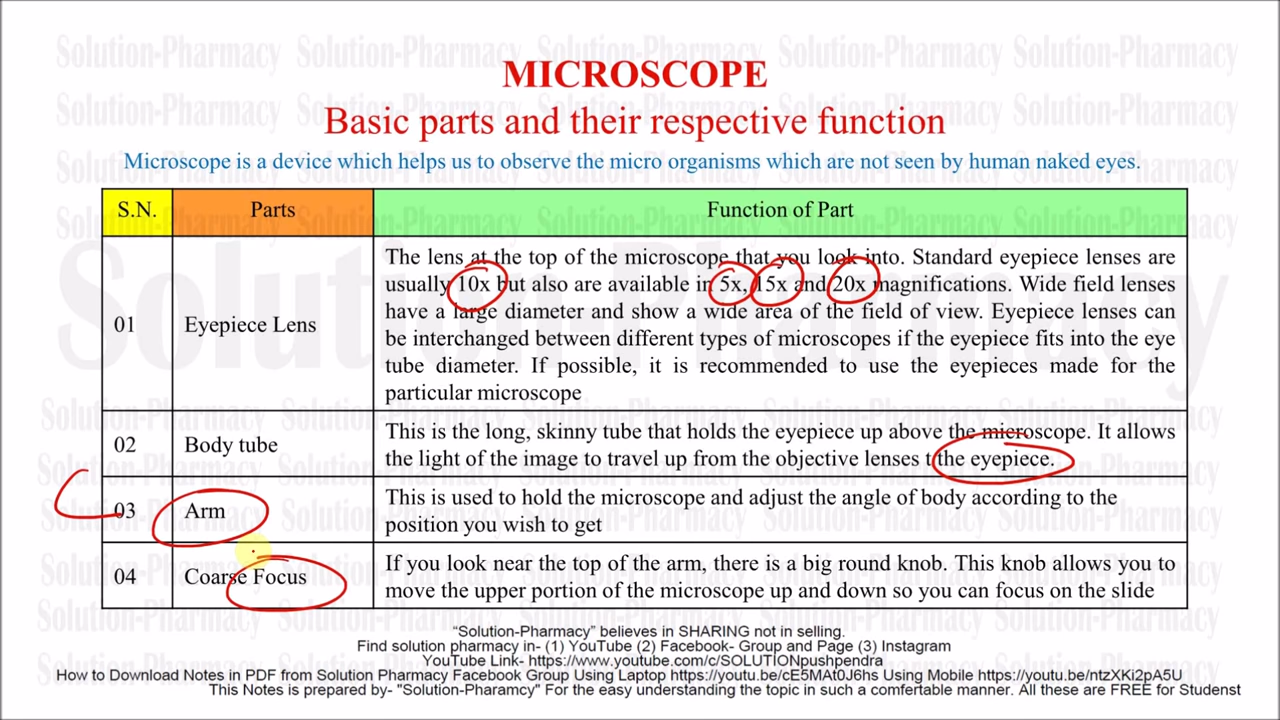 MICROSCOPE
Basic parts and their respective function
Microscope is a device which helps us to observe the micro organisms which are not seen by human naked eyes.
S.N. Parts Function of Part
01 Eyepiece Lens
The lens at the top of the microscope that you look into. Standard eyepiece lenses are
usually 10x but also are available in 5x, 15x and 20x magnifications. Wide field lenses
have a large diameter and show a wide area of the field of view. Eyepiece lenses can
be interchanged between different types of microscopes if the eyepiece fits into the eye
tube diameter. If possible, it is recommended to use the eyepieces made for the
particular microscope
02 Body tube
This is the long, skinny tube that holds the eyepiece up above the microscope. It allows
the light of the image to travel up from the objective lenses t the eyepiece.
03 Arm
This is used to hold the microscope and adjust the angle of body according to the
position you wish to get
04 Coarse Focus
If you look near the top of the arm, there is a big round knob. This knob allows you to
move the upper portion of the microscope up and down so you can focus on the slide
"Solution-Pharmacy" believes in SHARING not in selling.
Find solution pharmacy in- (1) YouTube (2) Facebook- Group and Page (3) Instagram
YouTube Link- https://www.youtube.com/c/SOLUTIONpushpendra
How to Download Notes in PDF from Solution Pharmacy Facebook Group Using Laptop https://youtu.be/cE5MAt0J6hs Using Mobile https://youtu.be/ntzXKi2pA5U
This Notes is prepared by- "Solution-Pharamcy" For the easy understanding the topic in such a comfertable manner. All these are FREE for Studenst
Solution-Pharmacy